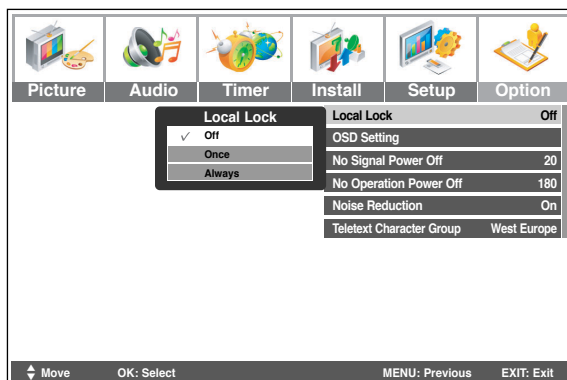 Picture Audio Timer Install Setup Option
Local Lock
✓ Off
Once
Always
Local Lock Off
OSD Setting
No Signal Power Off 20
No Operation Power Off 180
Noise Reduction On
Teletext Character Group West Europe
Move OK: Select MENU: Previous EXIT: Exit